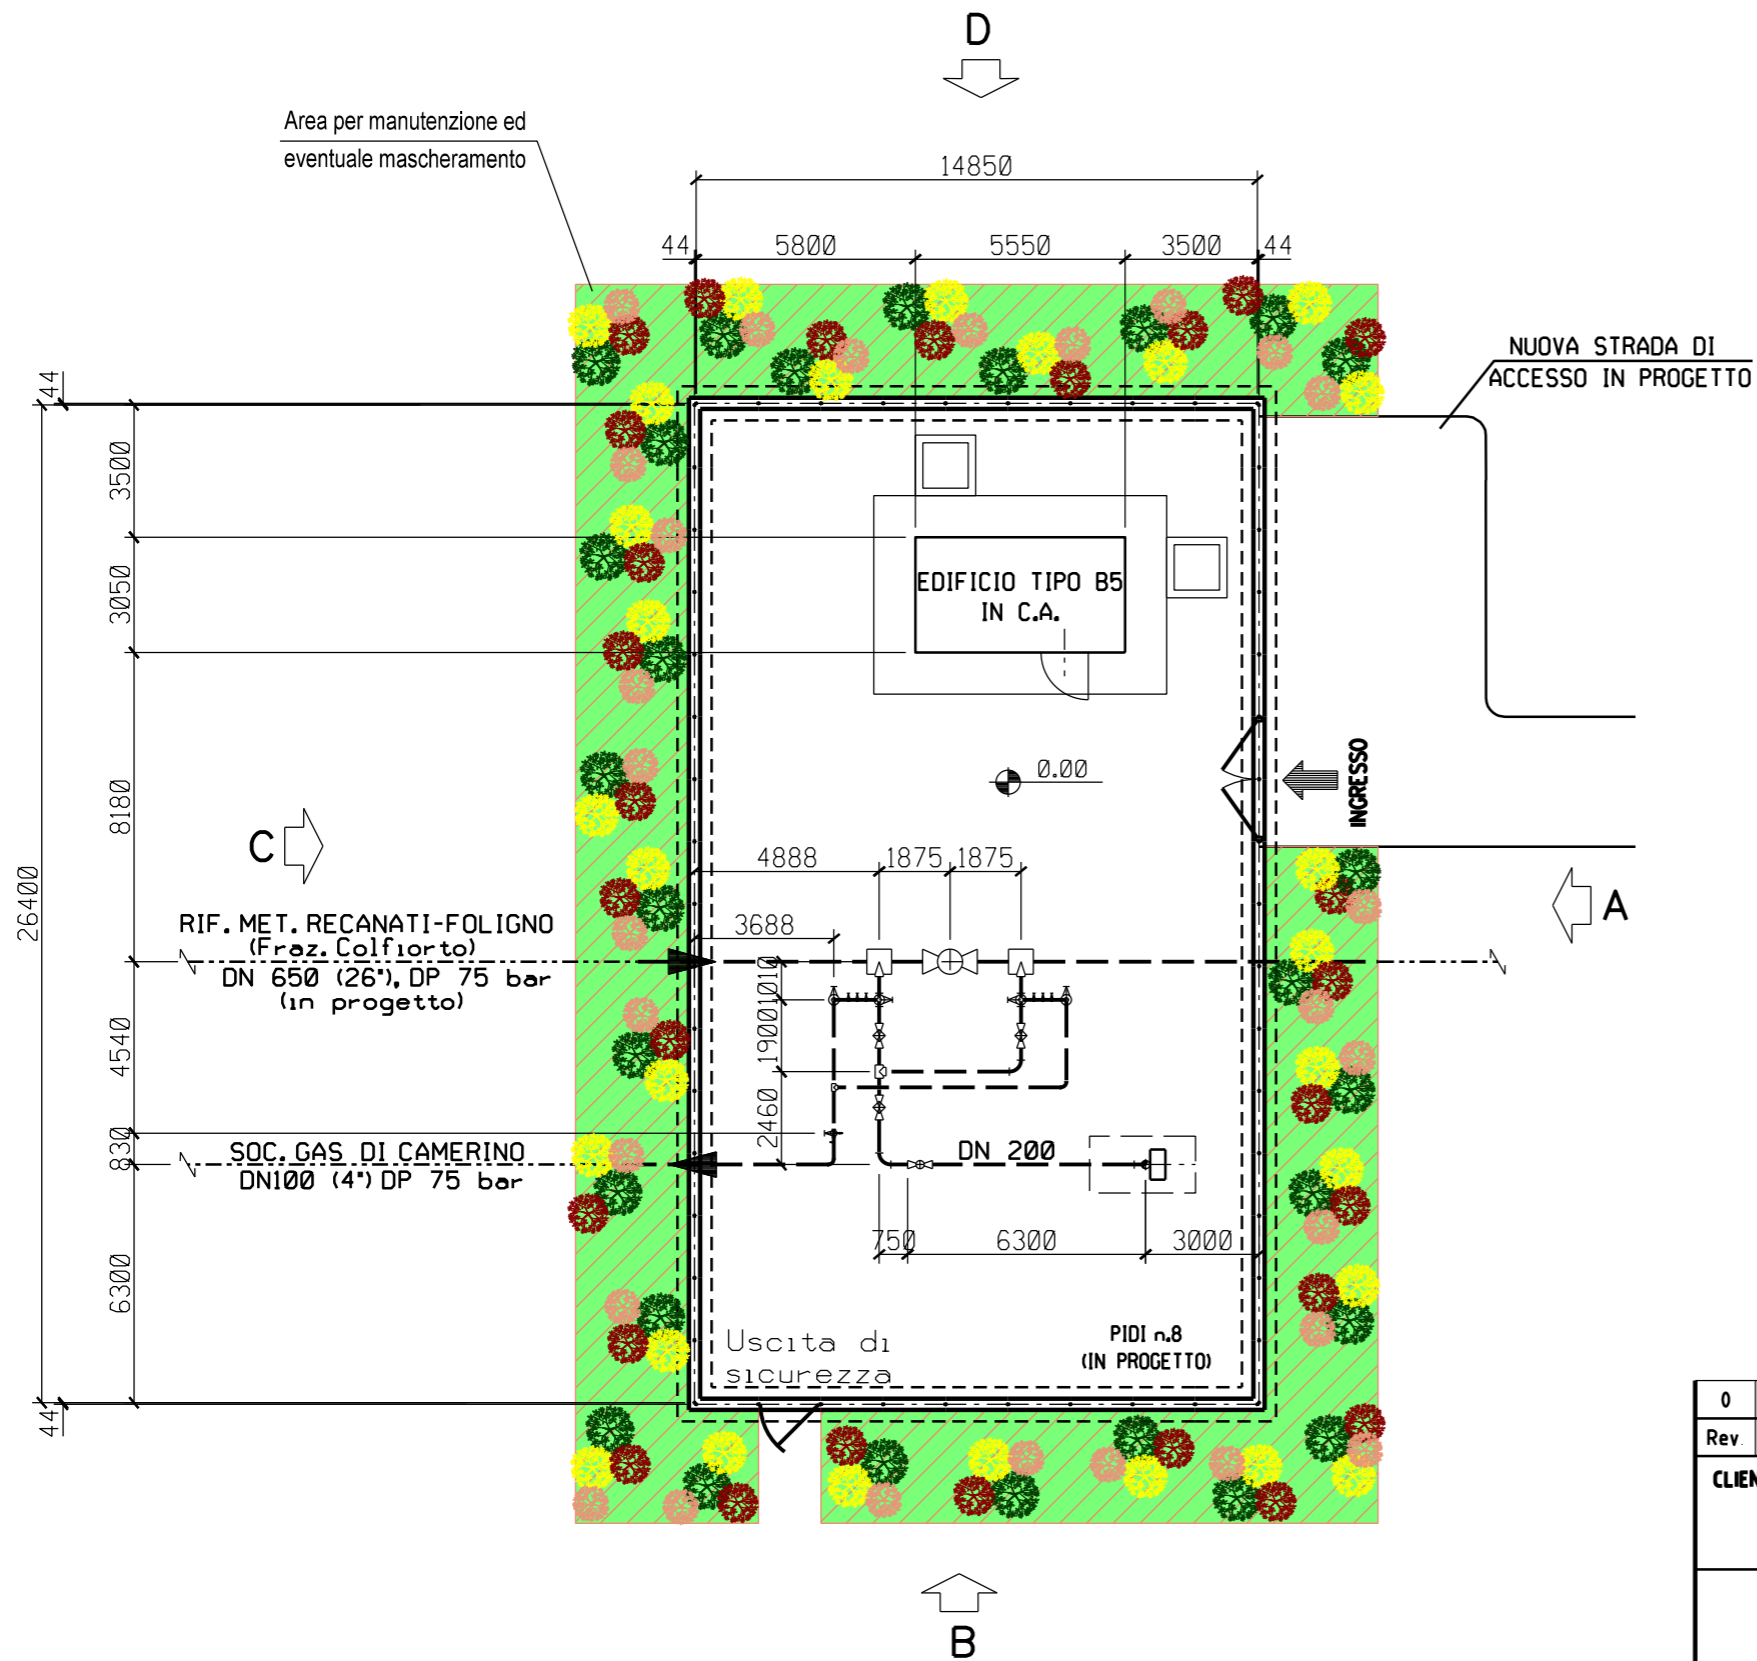 D
Area per manutenzione ed
eventuale mascheramento
14850
44
5800
5550
3500
44
NUOVA STRADA DI
ACCESSO IN PROGETTO
44
3500
3050
8180
26400
4540
830
6300
44
EDIFICIO TIPO B5
IN C.A.
0.00
INGRESSO
C
A
4888
1875
1875
3688
RIF. MET. RECANATI-FOLIGNO
(Fraz. Colfiorto)
DN 650 (26"), DP 75 bar
(in progetto)
1010
1900
2460
SOC. GAS DI CAMERINO
DN100 (4") DP 75 bar
DN 200
750
6300
3000
Uscita di
sicurezza
PIDI n.8
(IN PROGETTO)
B
0
Rev.
CLIEN